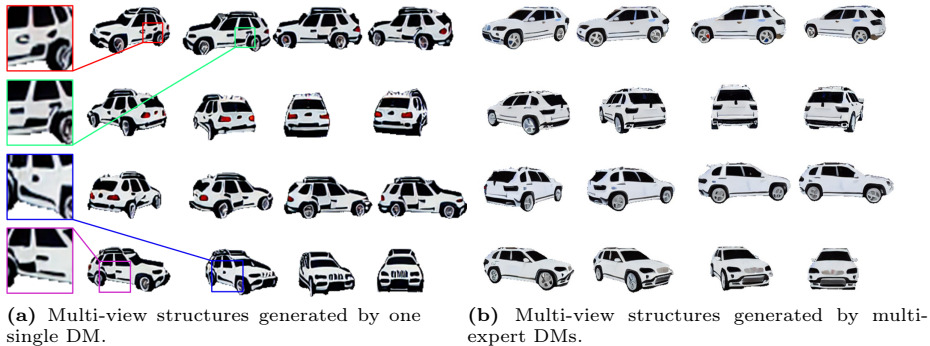 (a) Multi-view structures generated by one
single DM.
(b) Multi-view structures generated by multi-
expert DMs.